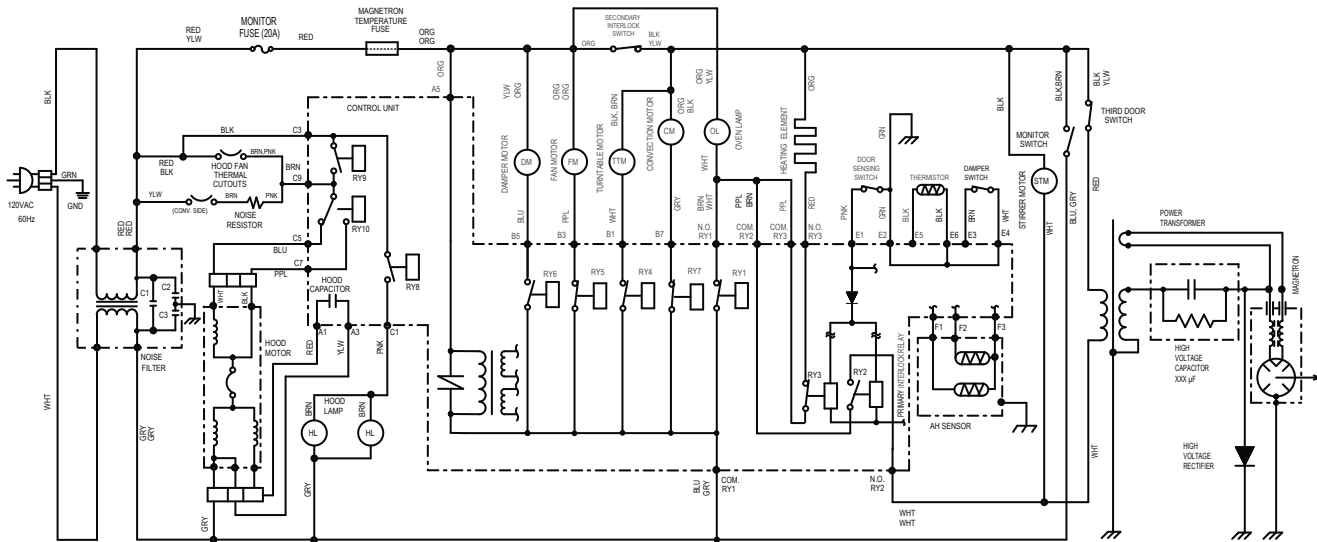 RED
YLW
MONITOR
FUSE (20A)
RED
MAGNETRON
TEMPERATURE
FUSE
ORG
ORG
SECONDARY
INTERLOCK
SWITCH
ORG
BLK
YLW
BLK
ORG
A5
YLW
ORG
ORG
ORG
BLK, BRN
ORG
BLK
ORG
YLW
ORG
BLK
BLK,BRN
BLK
YLW
CONTROL UNIT
BLK
C3
RED
BLK
BRN,PNK
HOOD FAN
THERMAL
CUTOUTS
BRN
C9
RY9
YLW
BRN
PNK
(CONV. SIDE)
NOISE
RESISTOR
RY10
GRN
GND
120VAC
60Hz
DAMPER MOTOR
DM
FAN MOTOR
FM
TURNTABLE MOTOR
TTM
CONVECTION MOTOR
CM
OL
OVEN LAMP
HEATING ELEMENT
GRN
DOOR
SENSING
SWITCH
THERMISTOR
DAMPER
SWITCH
MONITOR
SWITCH
STM
STIRRER MOTOR
THIRD DOOR
SWITCH
RED
RED
C5
BLU
C7
PPL
BLU
PPL
WHT
GRY
WHT
BRN
WHT
PPL
BRN
PPL
RED
PNK
GRN
BLK
BLK
BRN
WHT
WHT
BLU, GRY
RED
B5
B3
B1
B7
N.O.
RY1
COM.
RY2
COM.
RY3
N.O.
RY3
E1
E2
E5
E6
E3
E4
POWER
TRANSFORMER
MAGNETRON
C1
C2
C3
NOISE
FILTER
WHT
BLK
HOOD
CAPACITOR
RY8
A1
A3
C1
RED
YLW
PNK
HOOD
MOTOR
RY6
RY5
RY4
RY7
RY1
RY3
RY2
PRIMARY INTERLOCK RELAY
F1
F2
F3
AH SENSOR
HIGH
VOLTAGE
CAPACITOR
XXX µF
WHT
GRY
GRY
BRN
HOOD
LAMP
BRN
HL
HL
GRY
GRY
BLU
GRY
COM.
RY1
N.O.
RY2
WHT
WHT
WHT
HIGH
VOLTAGE
RECTIFIER